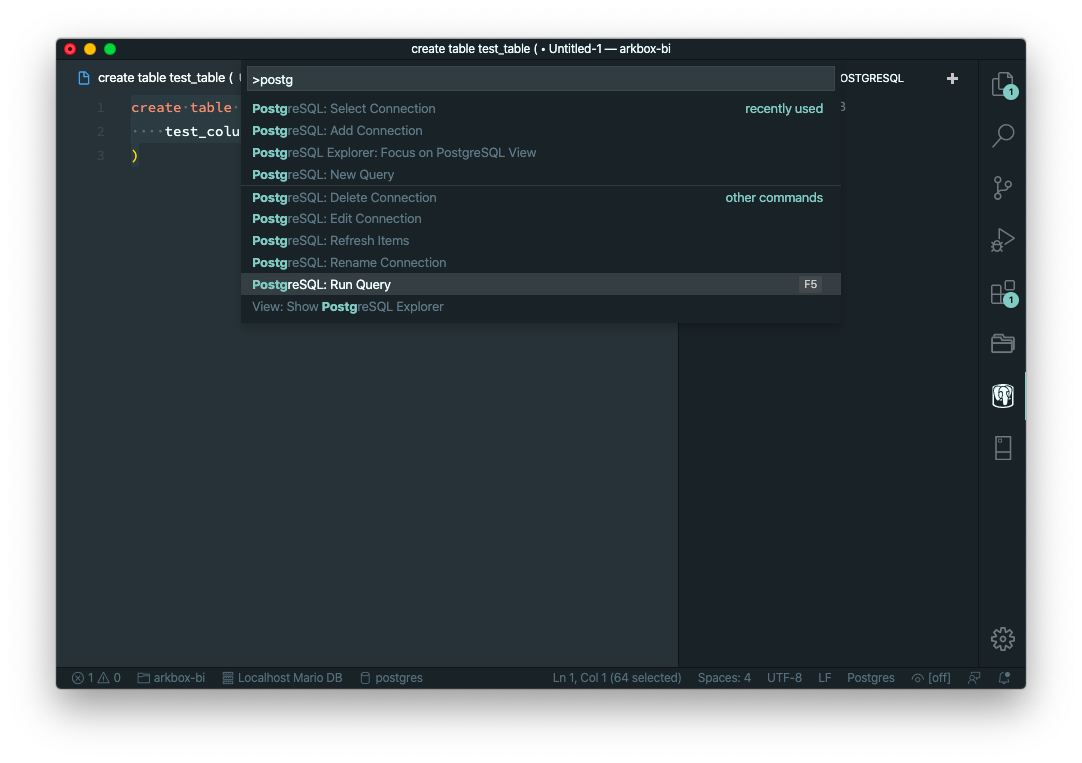 create table test_table ( • Untitled-1 — arkbox-bi
create table test_table (
>postg
OSTGRESQL
1 create·table·
2 ····test_colu
3 )
PostgreSQL: Select Connection recently used
PostgreSQL: Add Connection
PostgreSQL Explorer: Focus on PostgreSQL View
PostgreSQL: New Query
PostgreSQL: Delete Connection other commands
PostgreSQL: Edit Connection
PostgreSQL: Refresh Items
PostgreSQL: Rename Connection
PostgreSQL: Run Query F5
View: Show PostgreSQL Explorer
1
1
1 0 arkbox-bi Localhost Mario DB postgres Ln 1, Col 1 (64 selected) Spaces: 4 UTF-8 LF Postgres [off]